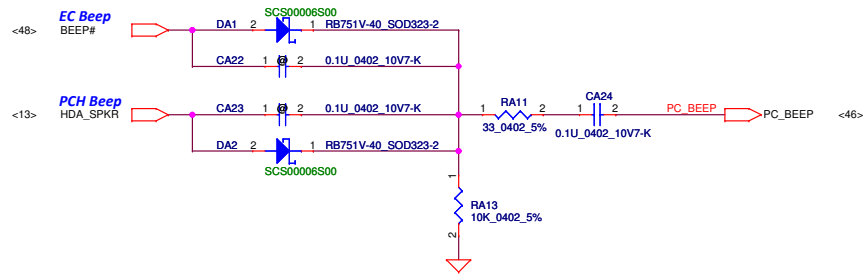 EC Beep
SCS00006S00
<48> BEEP# DA1 2 1 RB751V-40_SOD323-2
CA22 1 @ 2 0.1U_0402_10V7-K
PCH Beep
<13> HDA_SPKR CA23 1 @ 2 0.1U_0402_10V7-K
1 RA11 2 1 CA24 2 PC_BEEP PC_BEEP <46>
33_0402_5% 0.1U_0402_10V7-K
DA2 2 1 RB751V-40_SOD323-2
SCS00006S00
1
RA13
10K_0402_5%
2